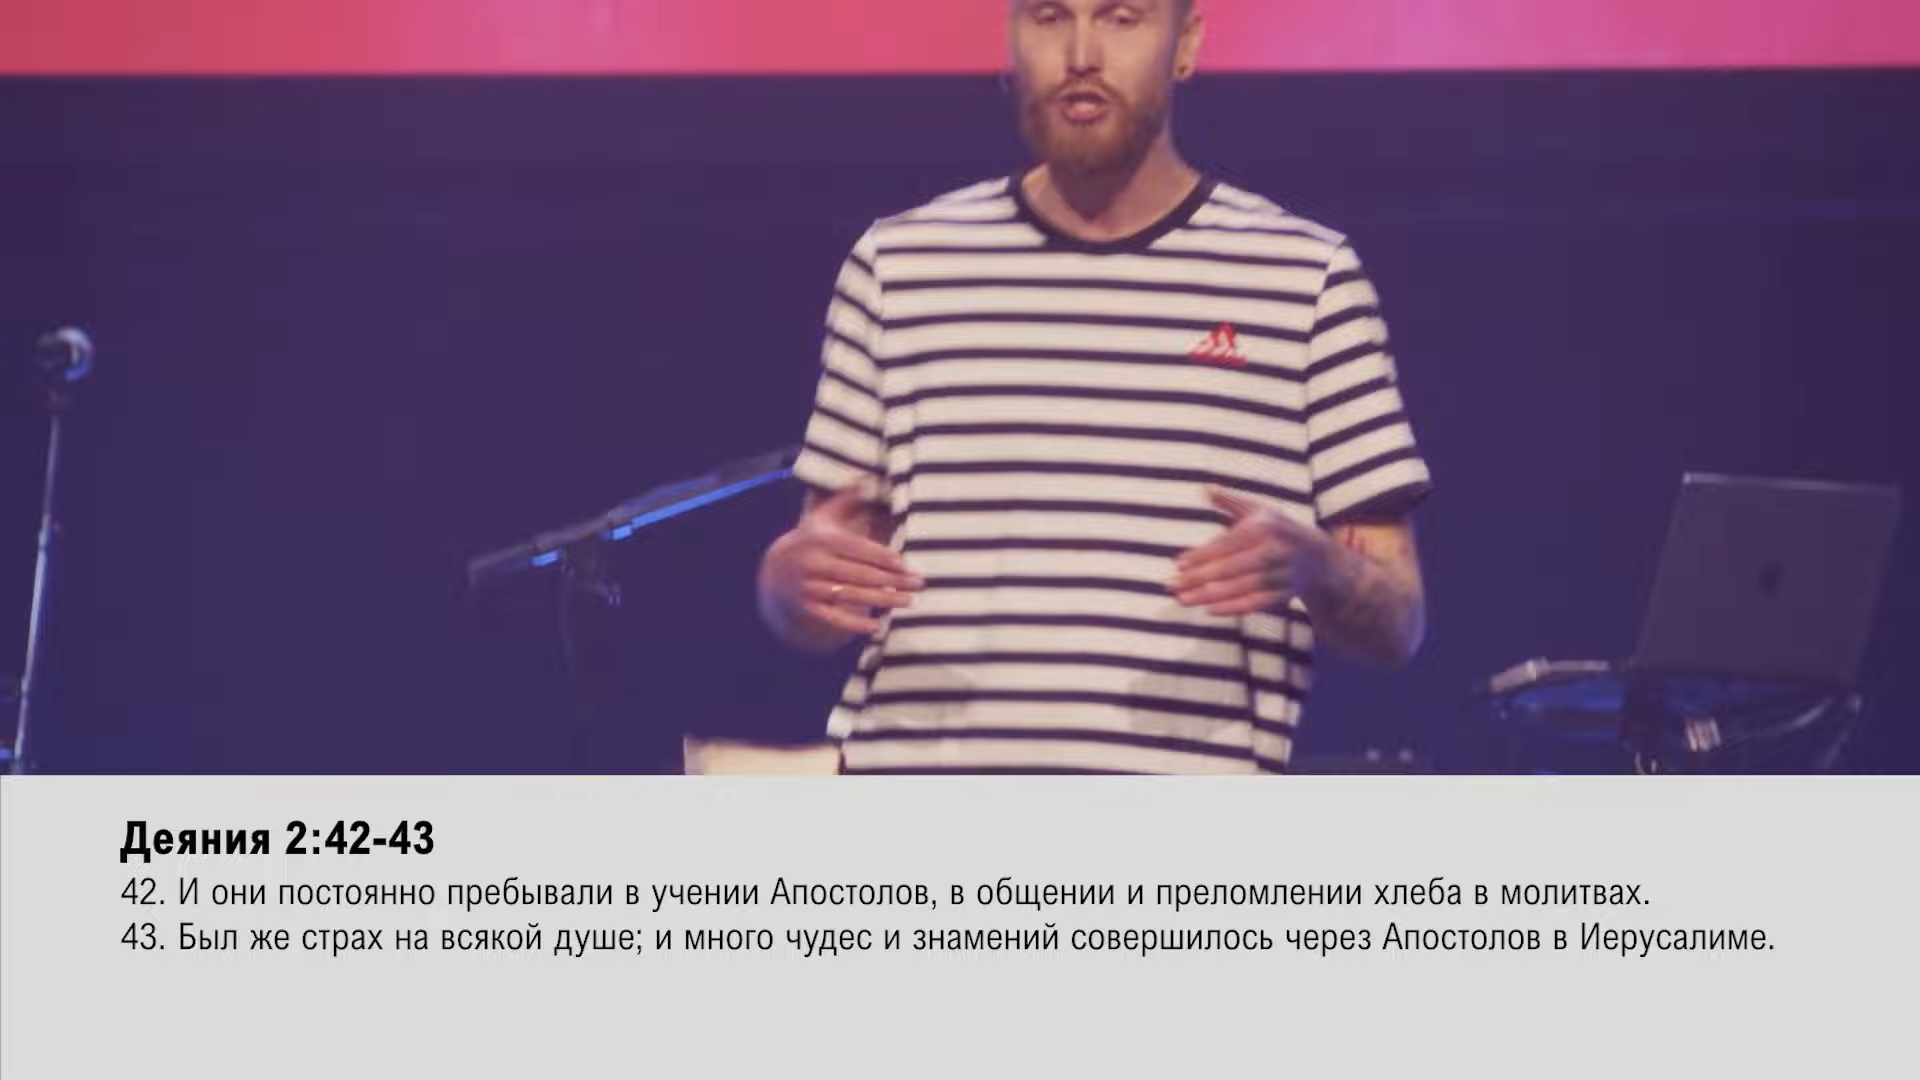 Деяния 2:42-43
42. И они постоянно пребывали в учении Апостолов, в общении и преломлении хлеба в молитвах.
43. Был же страх на всякой душе; и много чудес и знамений совершилось через Апостолов в Иерусалиме.